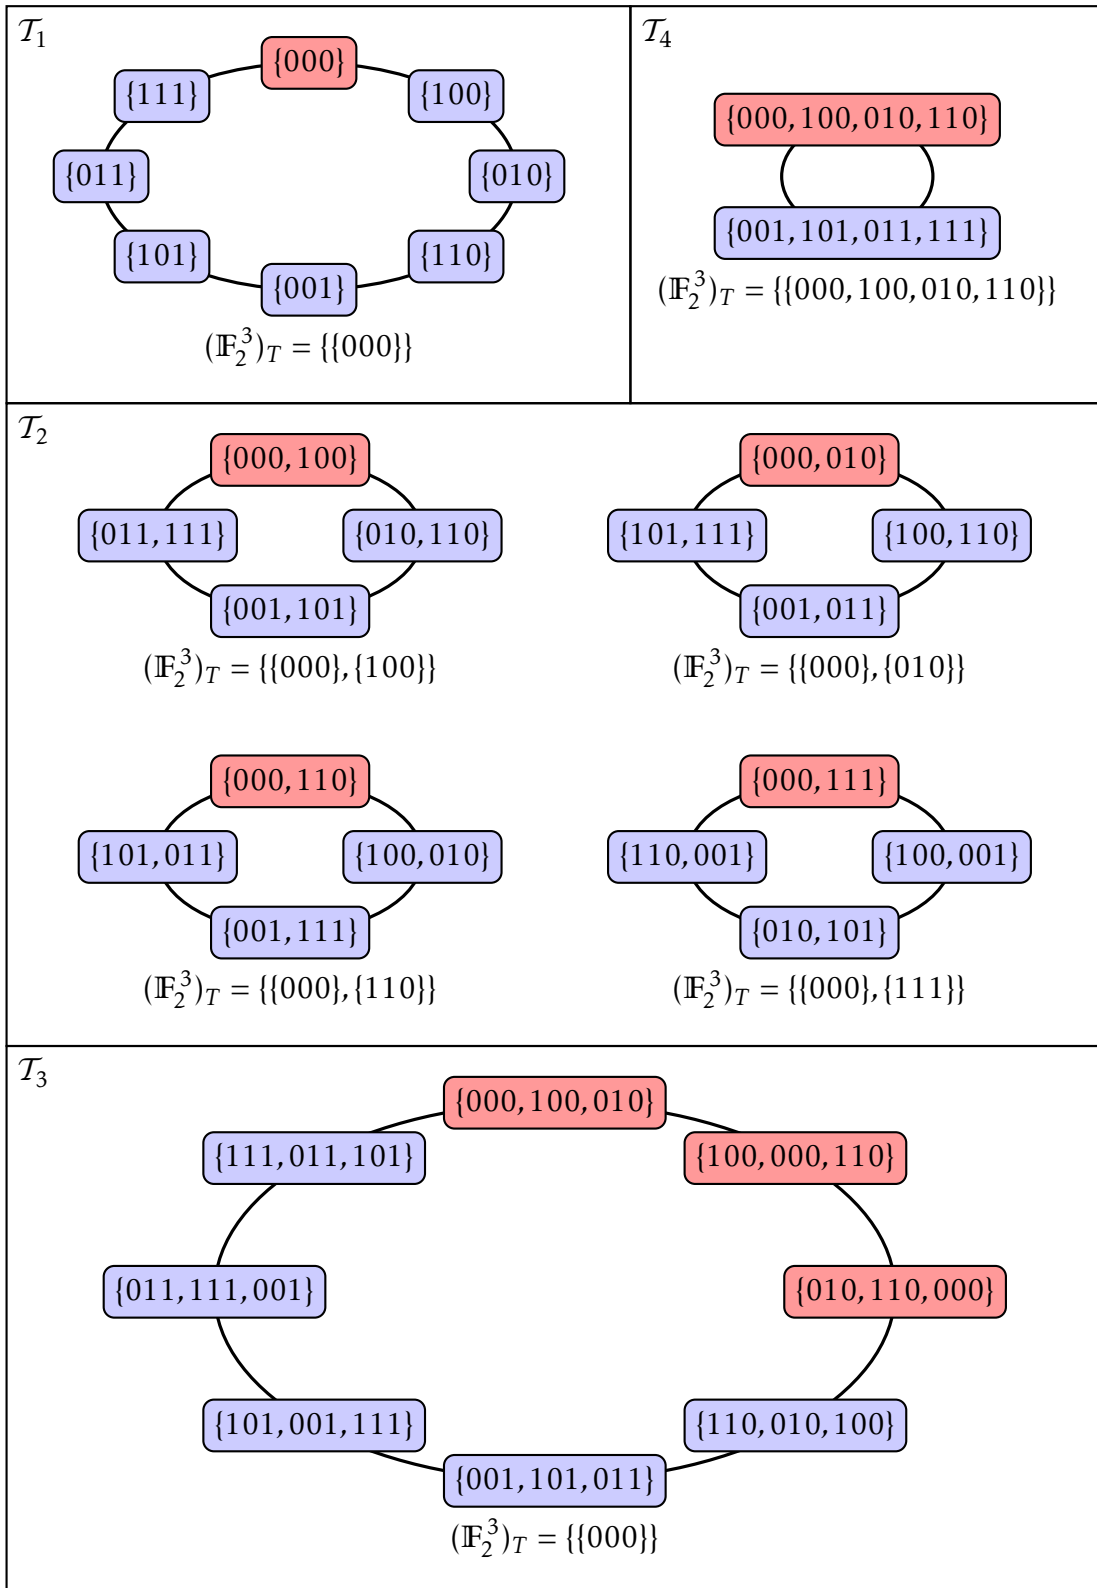 𝒯₁
{000}
{111}
{100}
{011}
{010}
{101}
{110}
{001}
(𝔽₂³)_T = {{000}}
𝒯₄
{000, 100, 010, 110}
{001, 101, 011, 111}
(𝔽₂³)_T = {{000, 100, 010, 110}}
𝒯₂
{000, 100}
{011, 111}
{010, 110}
{001, 101}
(𝔽₂³)_T = {{000}, {100}}
{000, 010}
{101, 111}
{100, 110}
{001, 011}
(𝔽₂³)_T = {{000}, {010}}
{000, 110}
{101, 011}
{100, 010}
{001, 111}
(𝔽₂³)_T = {{000}, {110}}
{000, 111}
{110, 001}
{100, 001}
{010, 101}
(𝔽₂³)_T = {{000}, {111}}
𝒯₃
{000, 100, 010}
{111, 011, 101}
{100, 000, 110}
{011, 111, 001}
{010, 110, 000}
{101, 001, 111}
{110, 010, 100}
{001, 101, 011}
(𝔽₂³)_T = {{000}}